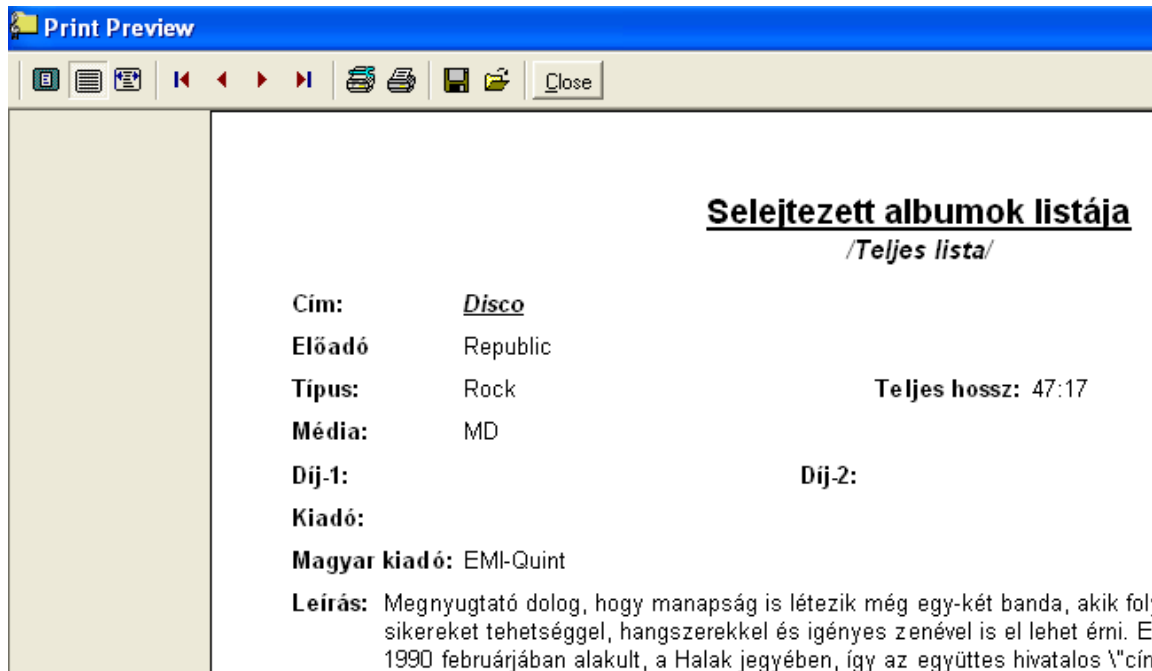 Print Preview
Close
Selejtezett albumok listája
/Teljes lista/
Cím: Disco
Előadó Republic
Típus: Rock Teljes hossz: 47:17
Média: MD
Díj-1: Díj-2:
Kiadó:
Magyar kiadó: EMI-Quint
Leírás: Megnyugtató dolog, hogy manapság is létezik még egy-két banda, akik
sikereket tehetséggel, hangszerekkel és igényes zenével is el lehet érni.
1990 februárjában alakult, a Halak jegyében, így az együttes hivatalos